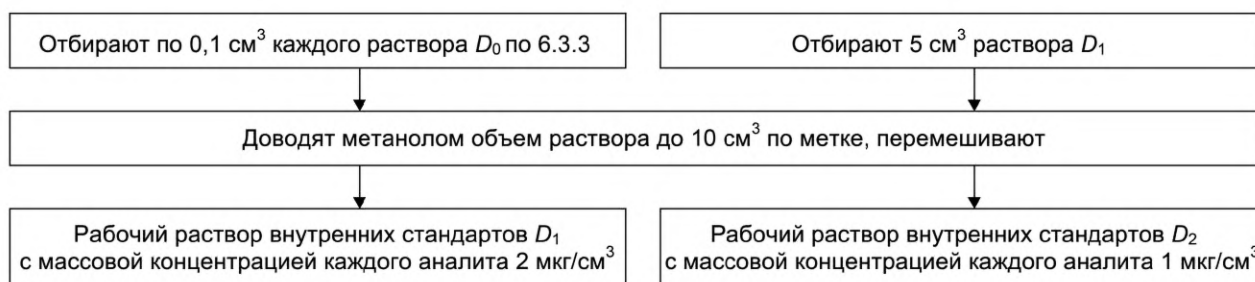 Отбирают по 0,1 см³ каждого раствора D₀ по 6.3.3
Отбирают 5 см³ раствора D₁
Доводят метанолом объем раствора до 10 см³ по метке, перемешивают
Рабочий раствор внутренних стандартов D₁
с массовой концентрацией каждого аналита 2 мкг/см³
Рабочий раствор внутренних стандартов D₂
с массовой концентрацией каждого аналита 1 мкг/см³